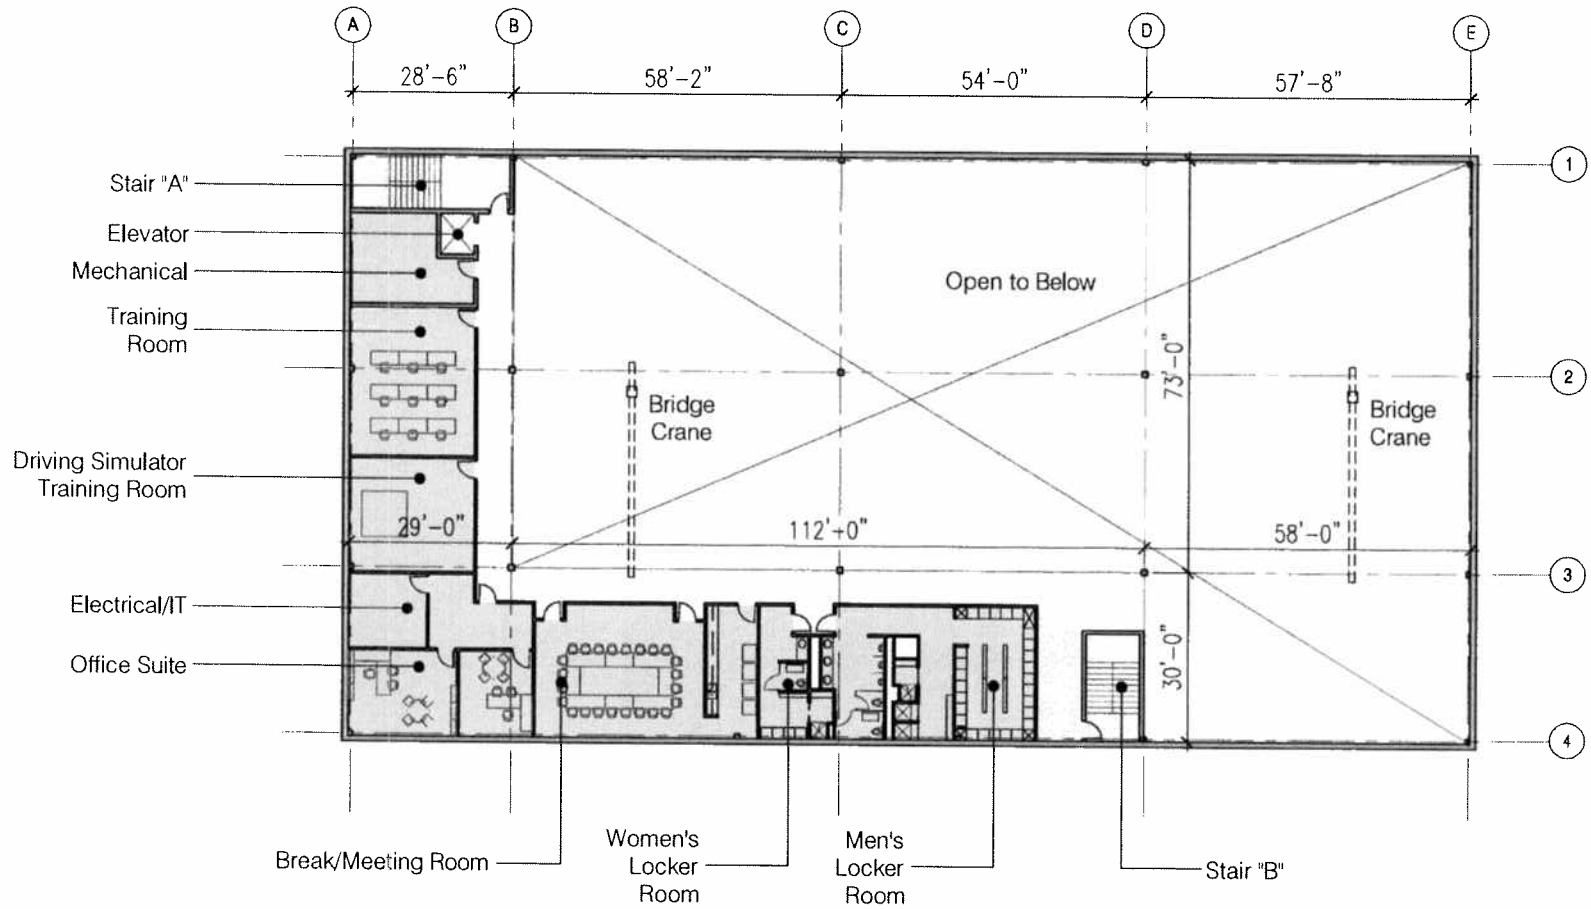 A
B
C
D
E
28'-6"
58'-2"
54'-0"
57'-8"
1
Stair "A"
Elevator
Mechanical
Open to Below
Training
Room
73'-0"
2
Bridge
Crane
Bridge
Crane
Driving Simulator
Training Room
29'-0"
112'+0"
58'-0"
3
Electrical/IT
Office Suite
30'-0"
4
Break/Meeting Room
Women's
Locker
Room
Men's
Locker
Room
Stair "B"